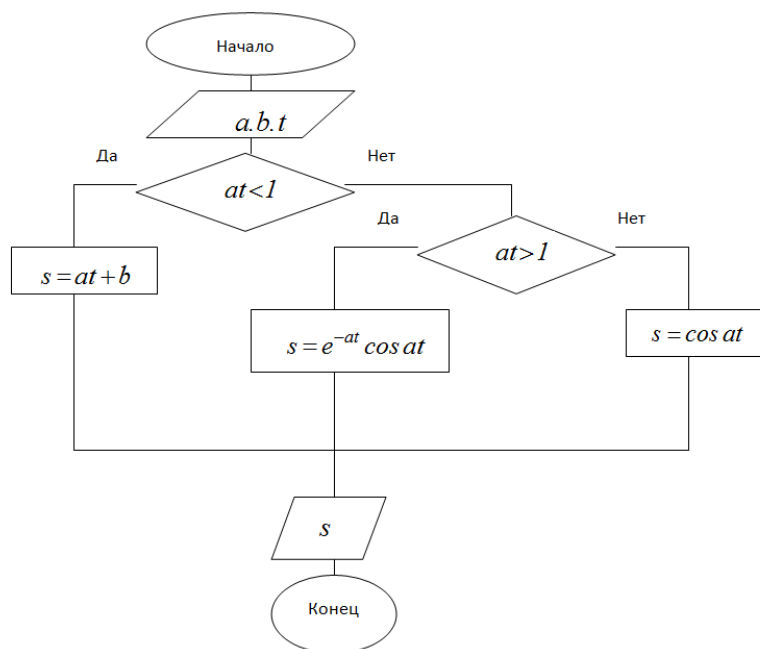 Начало
a.b.t
Да
Нет
at<1
Да
Нет
at>1
s=at+b
s=e^{-at} cos at
s=cos at
s
Конец